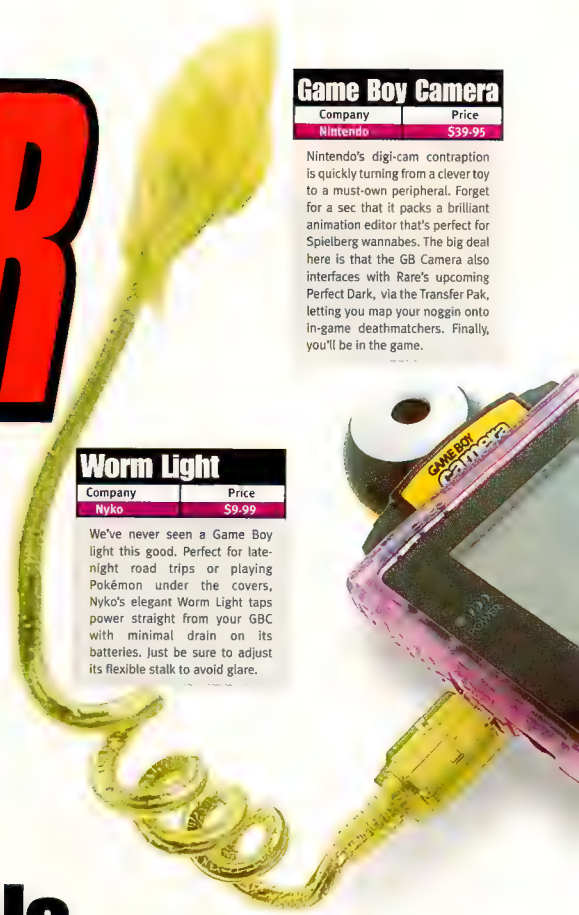 R
Game Boy Camera
Company Price
Nintendo $39-95
Nintendo's digi-cam contraption
is quickly turning from a clever toy
to a must-own peripheral. Forget
for a sec that it packs a brilliant
animation editor that's perfect for
Spielberg wannabes. The big deal
here is that the GB Camera also
interfaces with Rare's upcoming
Perfect Dark, via the Transfer Pak,
letting you map your noggin onto
in-game deathmatchers. Finally,
you'll be in the game.
GAME BOY
camera
Worm Light
Company Price
Nyko $9-99
We've never seen a Game Boy
light this good. Perfect for late-
night road trips or playing
Pokémon under the covers,
Nyko's elegant Worm Light taps
power straight from your GBC
with minimal drain on its
batteries. Just be sure to adjust
its flexible stalk to avoid glare.